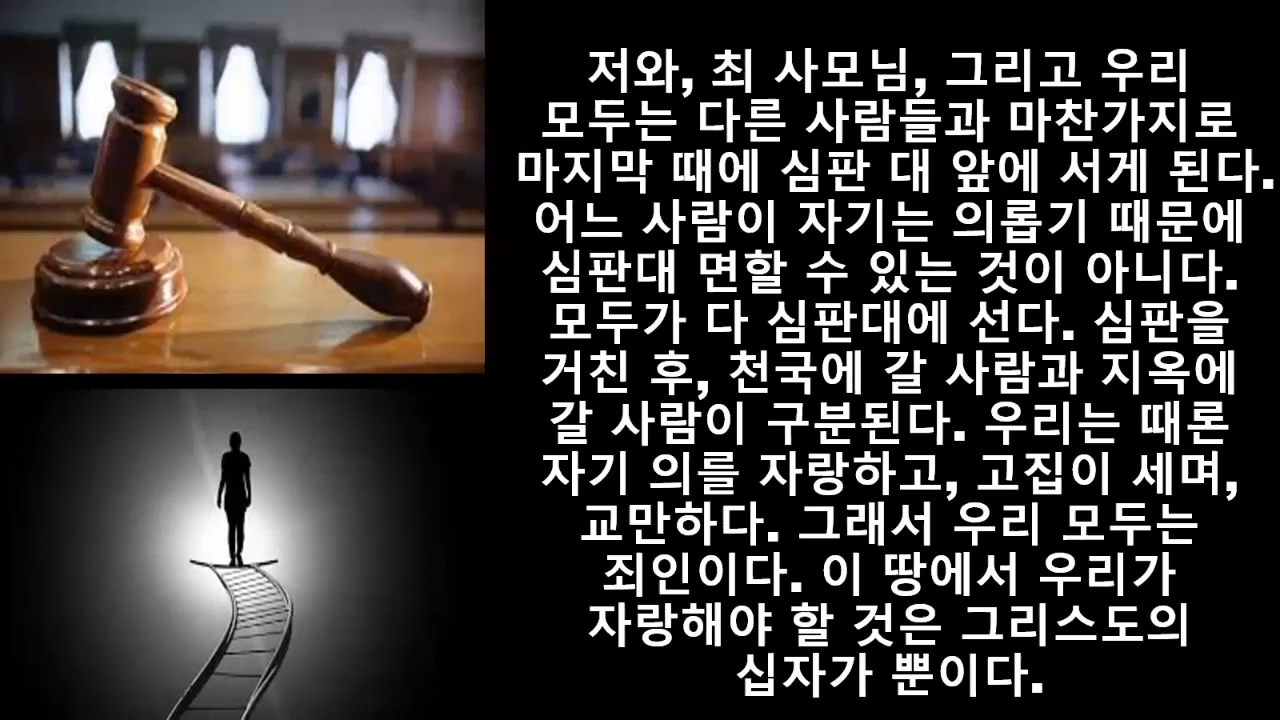 저와, 최 사모님, 그리고 우리
모두는 다른 사람들과 마찬가지로
마지막 때에 심판 대 앞에 서게 된다.
어느 사람이 자기는 의롭기 때문에
심판대 면할 수 있는 것이 아니다.
모두가 다 심판대에 선다. 심판을
거친 후, 천국에 갈 사람과 지옥에
갈 사람이 구분된다. 우리는 때론
자기 의를 자랑하고, 고집이 세며,
교만하다. 그래서 우리 모두는
죄인이다. 이 땅에서 우리가
자랑해야 할 것은 그리스도의
십자가 뿐이다.